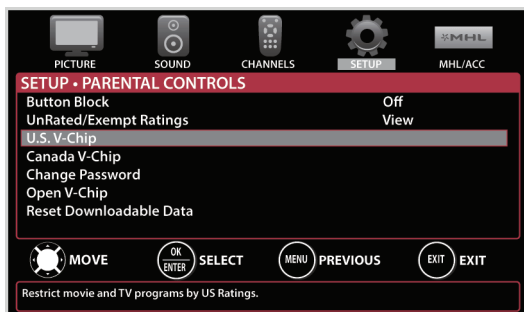 MHL
PICTURE SOUND CHANNELS SETUP MHL/ACC
SETUP • PARENTAL CONTROLS
Button Block Off
UnRated/Exempt Ratings View
U.S. V-Chip
Canada V-Chip
Change Password
Open V-Chip
Reset Downloadable Data
MOVE OK ENTER SELECT MENU PREVIOUS EXIT EXIT
Restrict movie and TV programs by US Ratings.